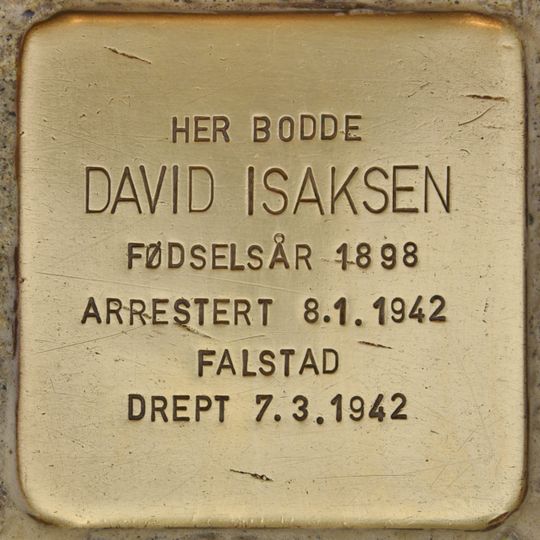 HER BODDE
DAVID ISAKSEN
FØDSELSÅR 1898
ARRESTERT 8.1.1942
FALSTAD
DREPT 7.3.1942